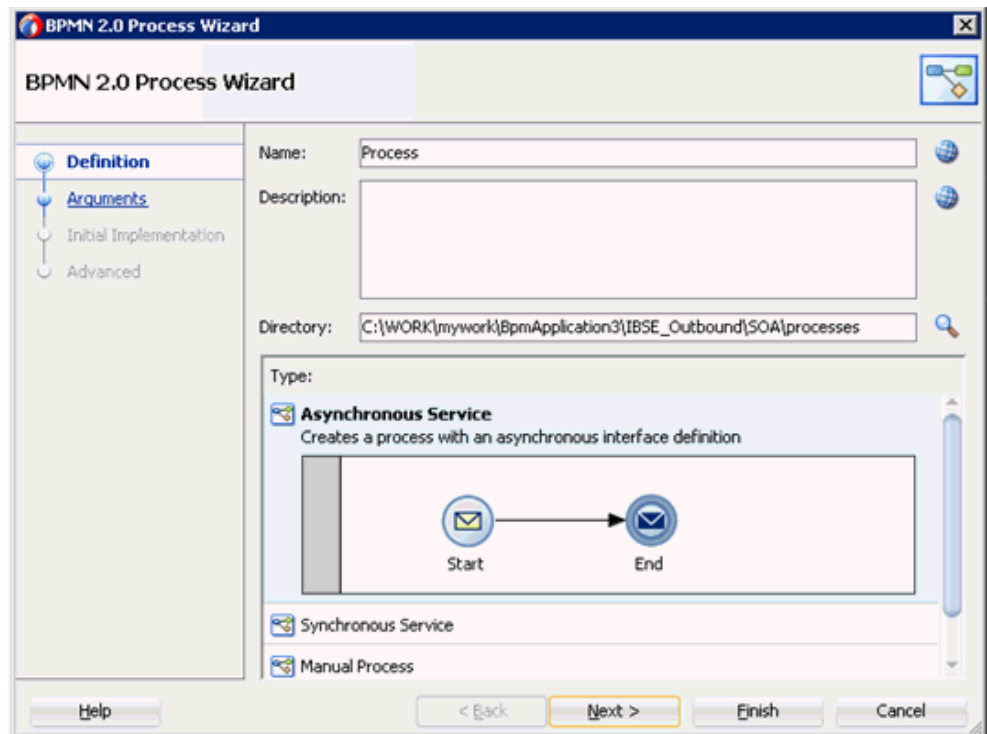 BPMN 2.0 Process Wizard
BPMN 2.0 Process Wizard
Definition
Arguments
Initial Implementation
Advanced
Name: Process
Description:
Directory: C:\WORK\mywork\BpmApplication3\IBSE_Outbound\SOA\processes
Type:
Asynchronous Service
Creates a process with an asynchronous interface definition
Start End
Synchronous Service
Manual Process
Help < Back Next > Finish Cancel